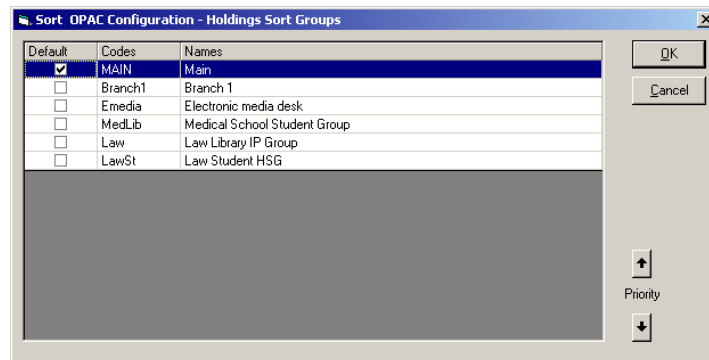 Sort OPAC Configuration - Holdings Sort Groups
Default Codes Names
MAIN Main
Branch1 Branch 1
Emedia Electronic media desk
MedLib Medical School Student Group
Law Law Library IP Group
LawSt Law Student HSG
OK
Cancel
Priority